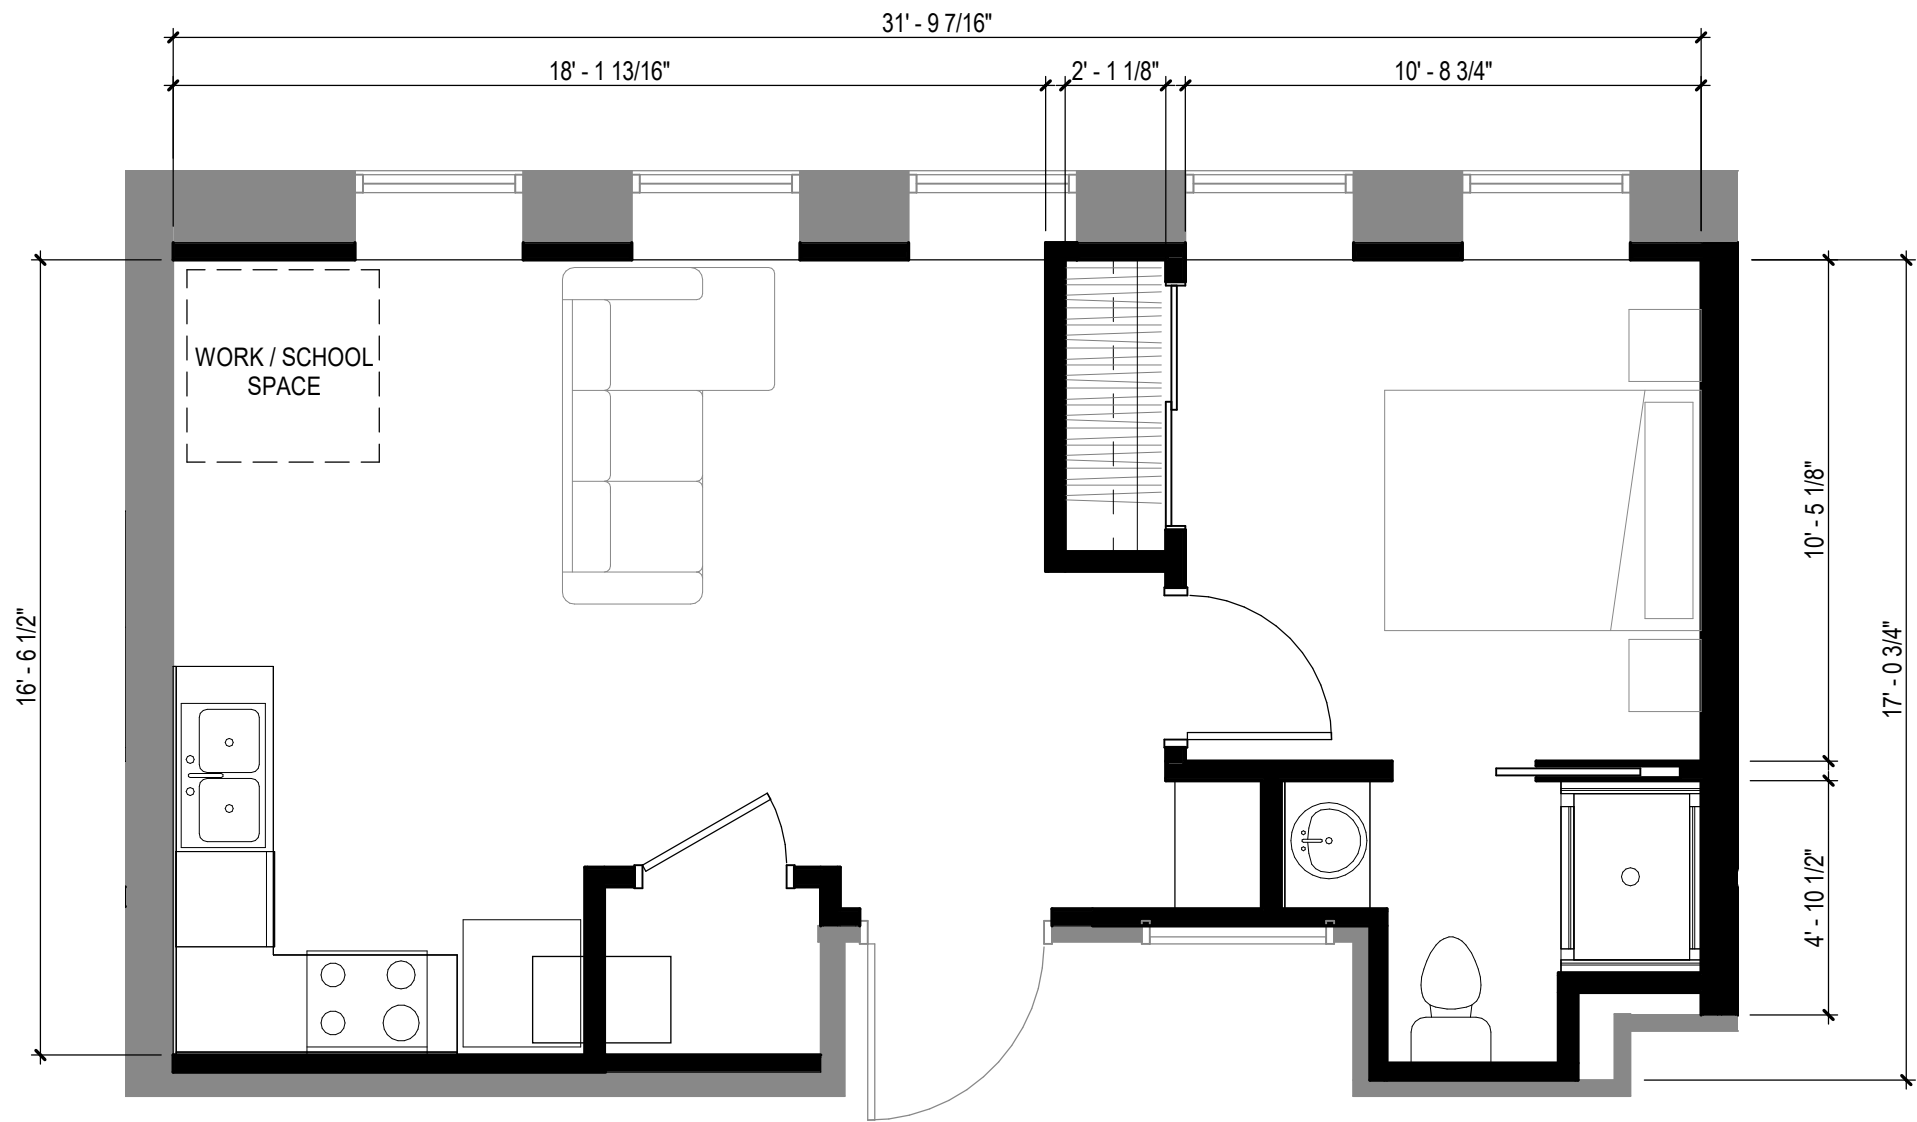 31' - 9 7/16"
18' - 1 13/16"
2' - 1 1/8"
10' - 8 3/4"
WORK / SCHOOL
SPACE
10' - 5 1/8"
16' - 6 1/2"
17' - 0 3/4"
4' - 10 1/2"